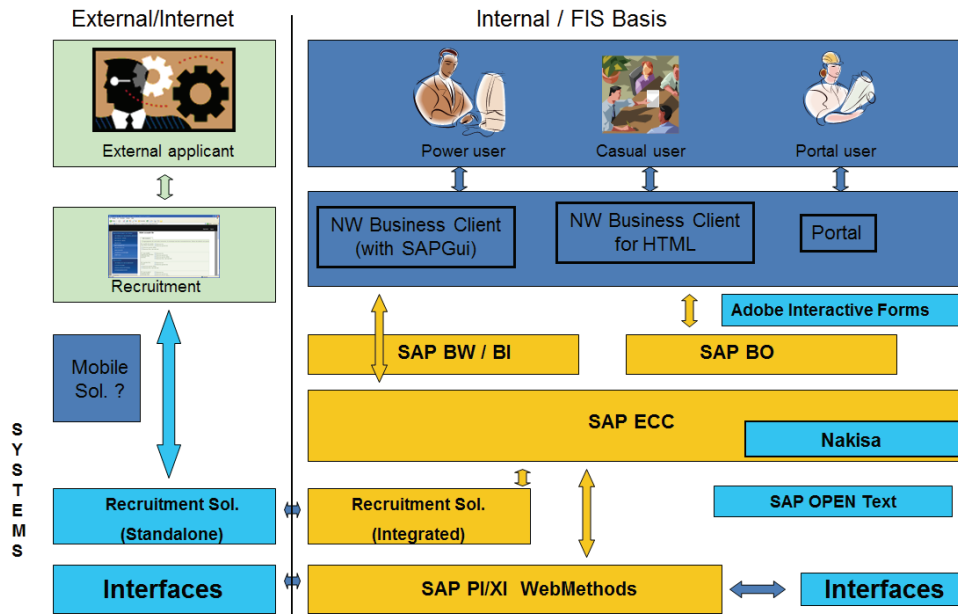 External/Internet
Internal / FIS Basis
External applicant
Power user
Casual user
Portal user
NW Business Client
(with SAPGui)
NW Business Client
for HTML
Portal
Recruitment
Adobe Interactive Forms
SAP BW / BI
SAP BO
Mobile
Sol. ?
SAP ECC
Nakisa
SYSTEMS
Recruitment Sol.
(Standalone)
Recruitment Sol.
(Integrated)
SAP OPEN Text
Interfaces
SAP PI/XI WebMethods
Interfaces